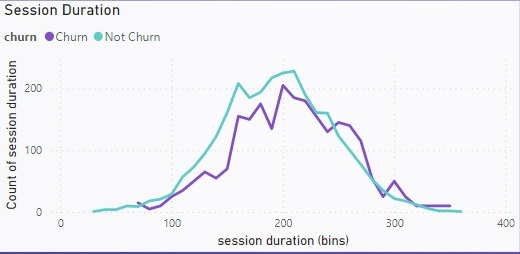 Session Duration
churn Churn Not Churn
Count of session duration
200
100
0
0 100 200 300 400
session duration (bins)